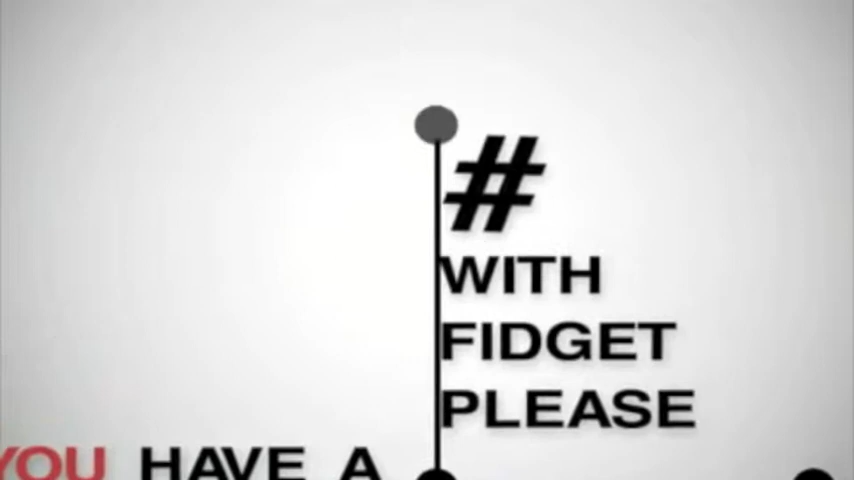 #
WITH
FIDGET
PLEASE
YOU HAVE A